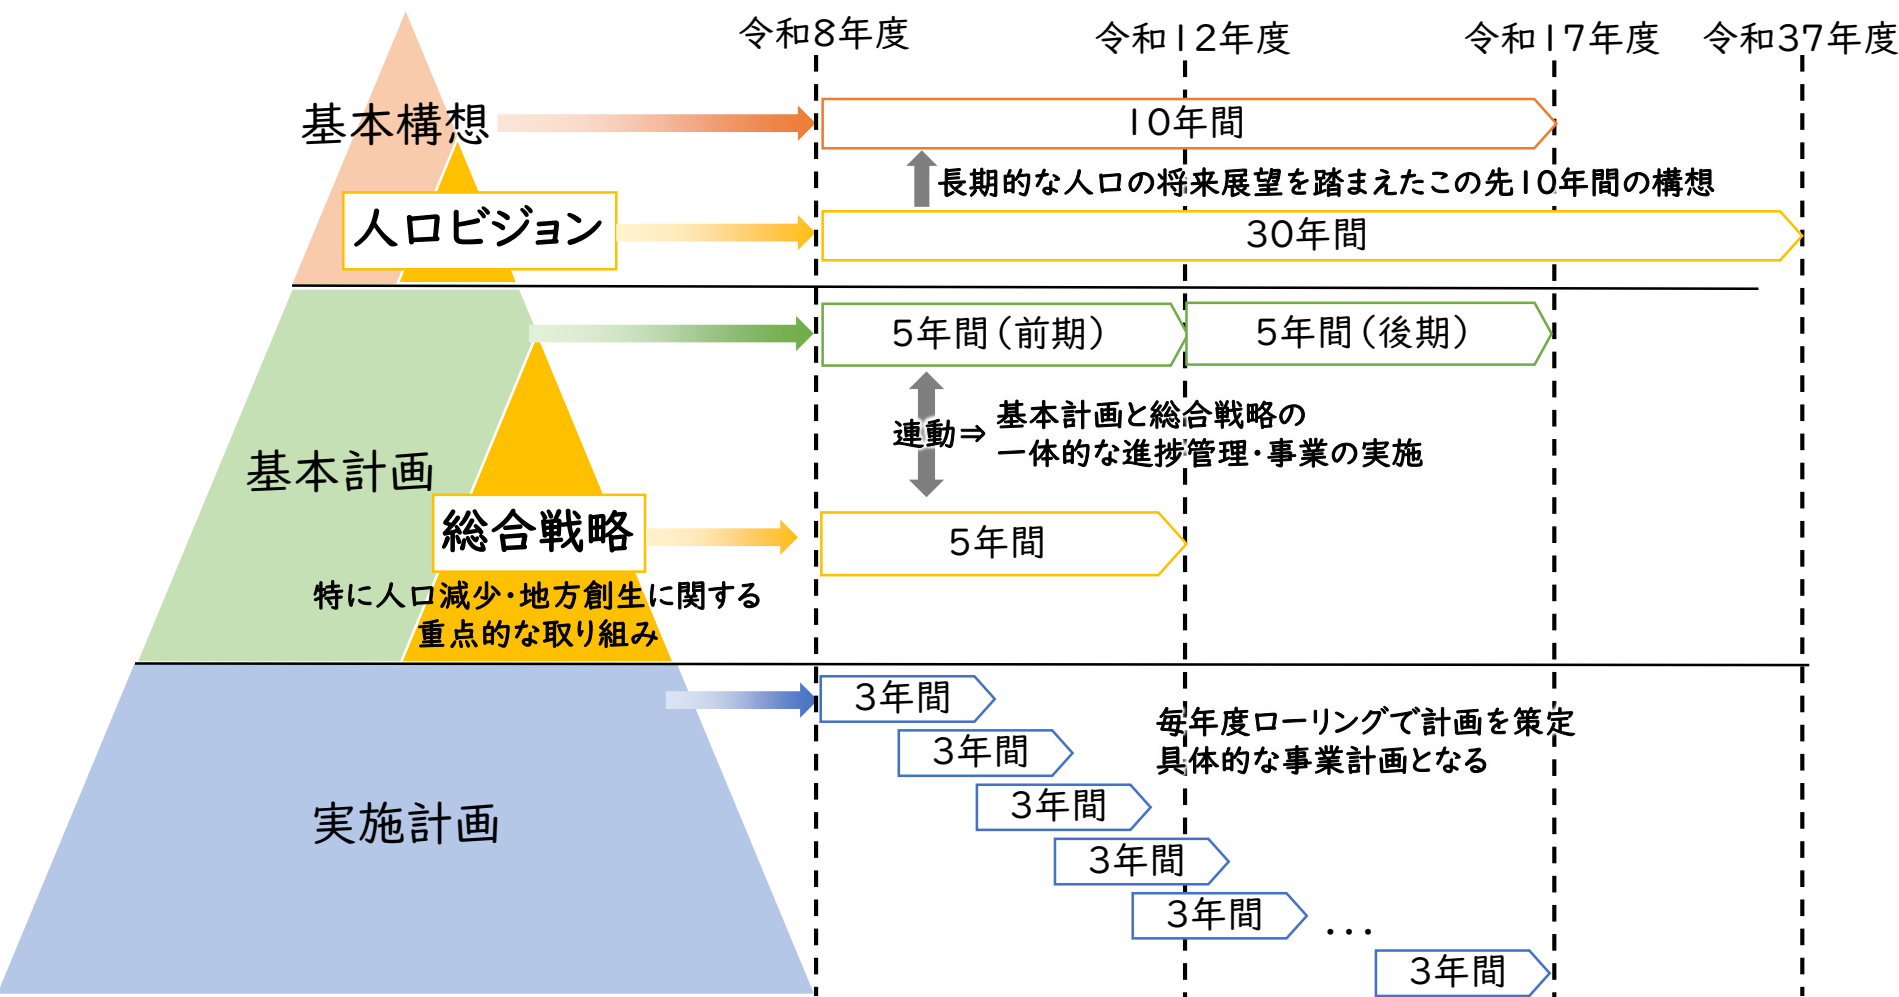 令和8年度
令和12年度
令和17年度
令和37年度
基本構想
10年間
長期的な人口の将来展望を踏まえたこの先10年間の構想
人口ビジョン
30年間
5年間（前期）
5年間（後期）
連動⇒
基本計画と総合戦略の
一体的な進捗管理・事業の実施
基本計画
総合戦略
5年間
特に人口減少・地方創生に関する
重点的な取り組み
3年間
毎年度ローリングで計画を策定
具体的な事業計画となる
3年間
3年間
実施計画
3年間
3年間
...
3年間